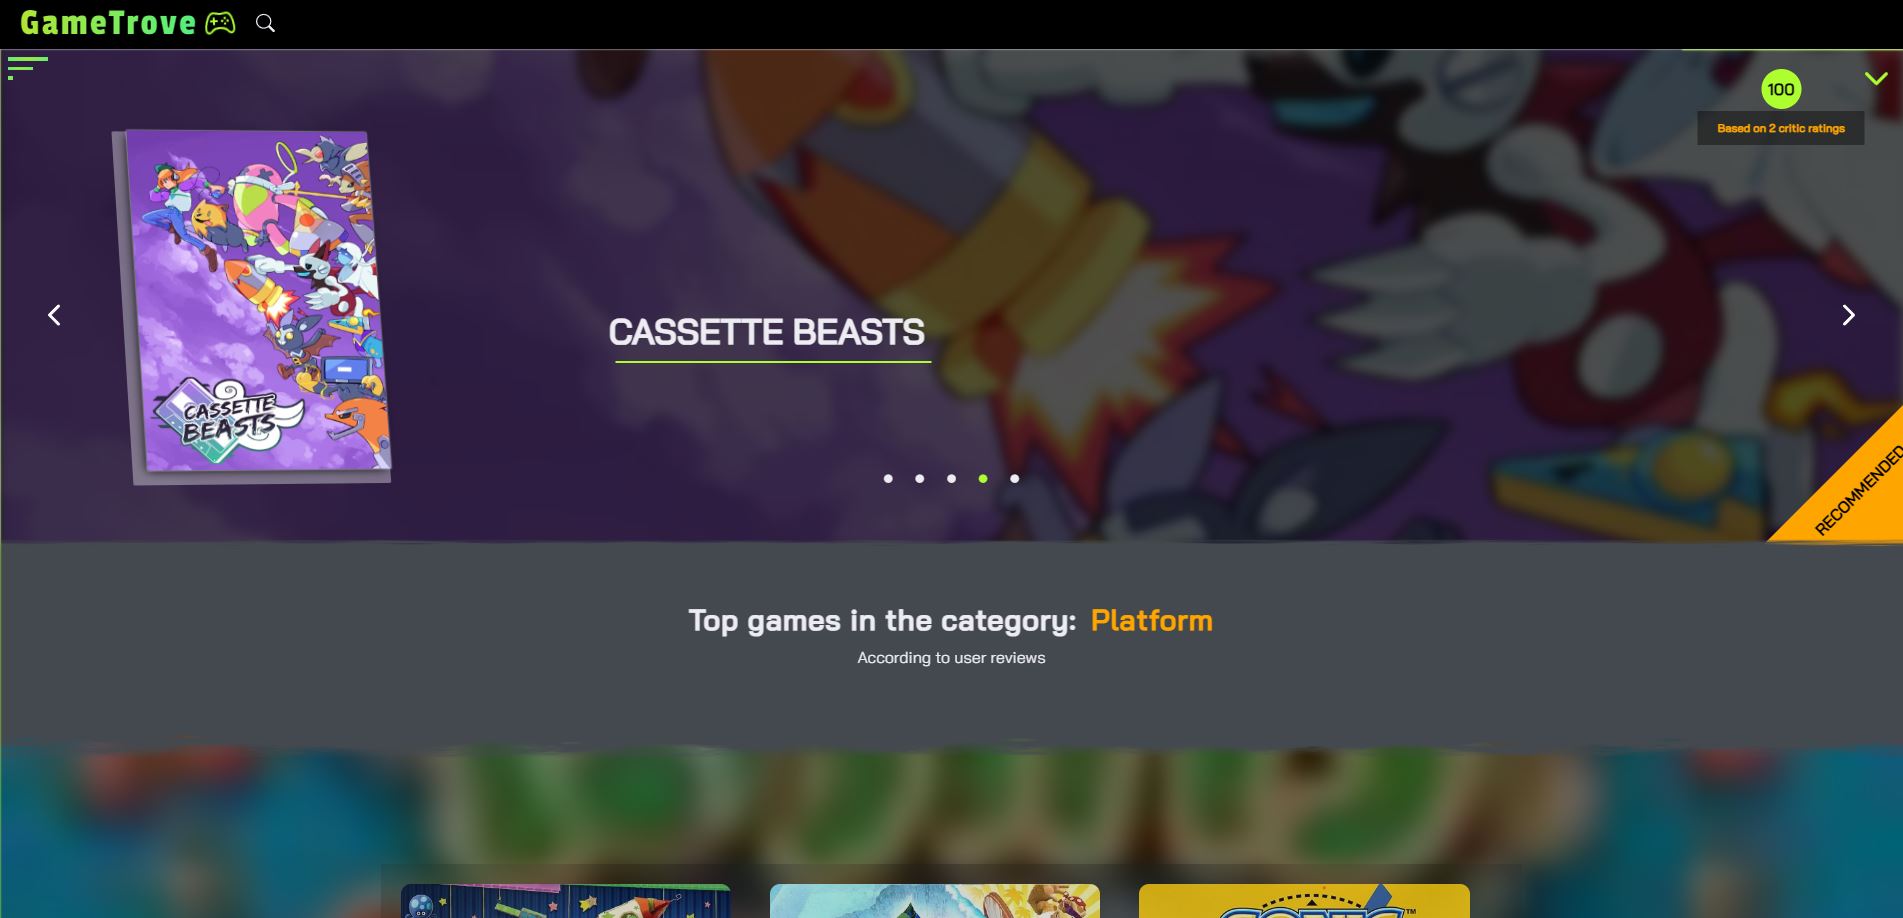 GameTrove
100
Based on 2 critic ratings
CASSETTE
BEASTS
CASSETTE BEASTS
RECOMMENDED
Top games in the category: Platform
According to user reviews
SONIC™